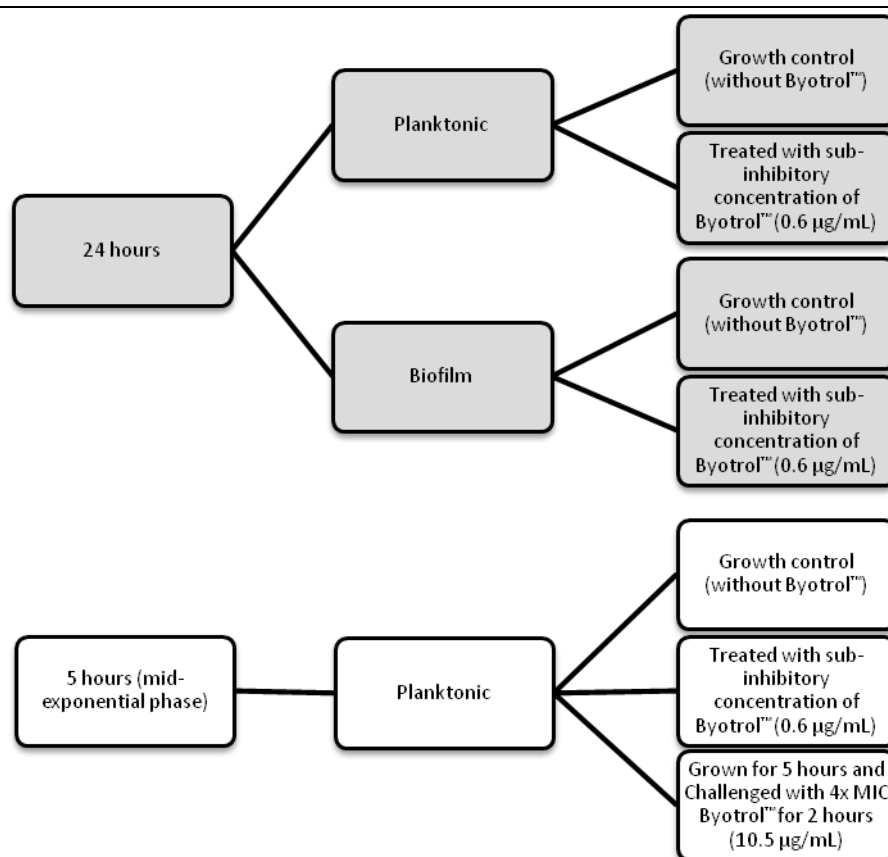 24 hours
Planktonic
Growth control
(without Byotrol™)
Treated with sub-
inhibitory
concentration of
Byotrol™ (0.6 µg/mL)
Biofilm
Growth control
(without Byotrol™)
Treated with sub-
inhibitory
concentration of
Byotrol™ (0.6 µg/mL)
5 hours (mid-
exponential phase)
Planktonic
Growth control
(without Byotrol™)
Treated with sub-
inhibitory
concentration of
Byotrol™ (0.6 µg/mL)
Grown for 5 hours and
Challenged with 4x MIC
Byotrol™ for 2 hours
(10.5 µg/mL)